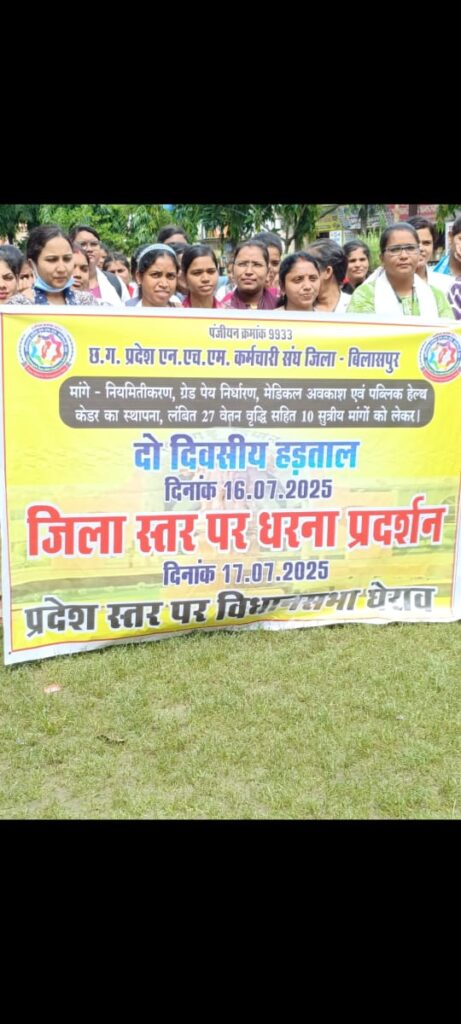 पंजीयन क्रमांक 9933
छ.ग. प्रदेश एन.एच.एम. कर्मचारी संघ जिला - बिलासपुर
मांगे - नियमितीकरण, ग्रेड पेय निर्धारण, मेडिकल अवकाश एवं पब्लिक हेल्थ
केडर का स्थापना, लंबित 27 वेतन वृद्धि सहित 10 सुत्रीय मांगों को लेकर।
दो दिवसीय हड़ताल
दिनांक 16.07.2025
जिला स्तर पर धरना प्रदर्शन
दिनांक 17.07.2025
प्रदेश स्तर पर विधानसभा घेराव